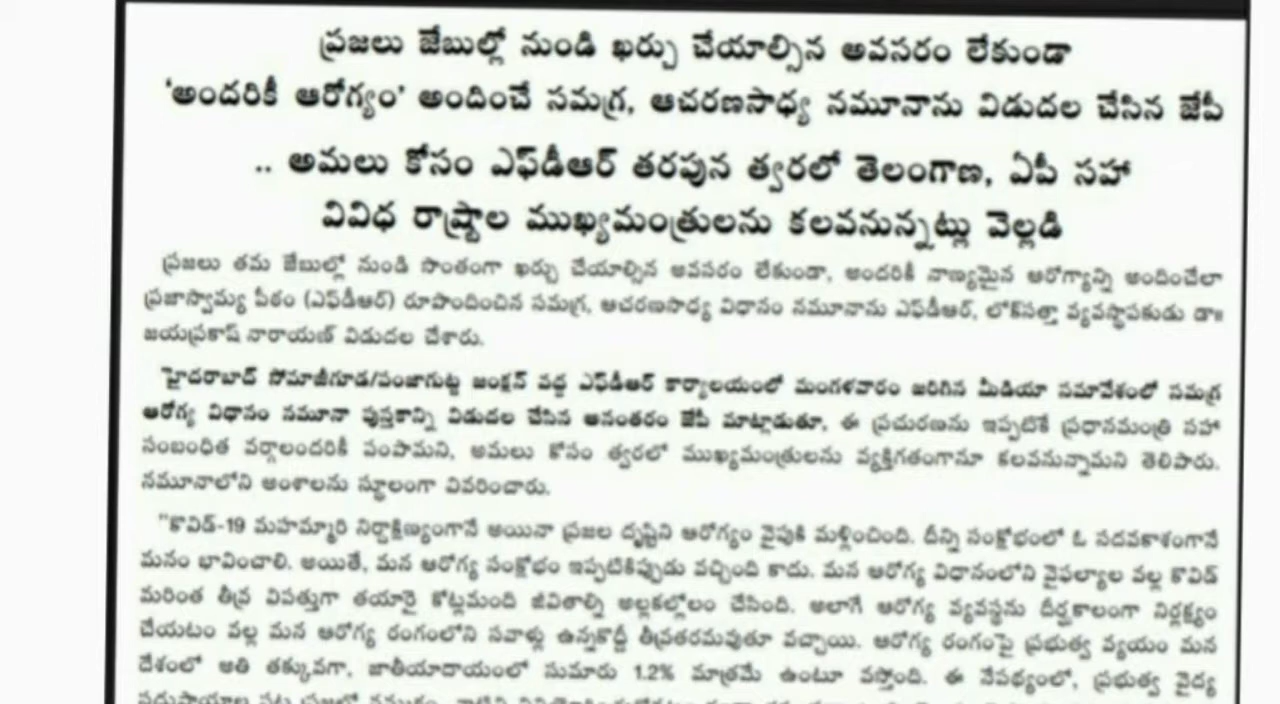 ప్రజలు జేబుల్లో నుండి ఖర్చు చేయాల్సిన అవసరం లేకుండా
'అందరికీ ఆరోగ్యం' అందించే సమగ్ర, ఆచరణసాధ్య నమూనాను విడుదల చేసిన జేపీ
.. అమలు కోసం ఎఫ్‌డీఆర్ తరపున త్వరలో తెలంగాణ, ఏపీ సహా
వివిధ రాష్ట్రాల ముఖ్యమంత్రులను కలవనున్నట్లు వెల్లడి
ప్రజలు తమ జేబుల్లో నుండి సొంతంగా ఖర్చు చేయాల్సిన అవసరం లేకుండా, అందరికీ నాణ్యమైన ఆరోగ్యాన్ని అందించేలా
ప్రజాస్వామ్య పీఠం (ఎఫ్‌డీఆర్) రూపొందించిన సమగ్ర, ఆచరణసాధ్య విధానం నమూనాను ఎఫ్‌డీఆర్, లోక్‌సత్తా వ్యవస్థాపకుడు డా॥
జయప్రకాష్ నారాయణ్ విడుదల చేశారు.
హైదరాబాద్ సోమాజీగూడ/పంజాగుట్ట జంక్షన్ వద్ద ఎఫ్‌డీఆర్ కార్యాలయంలో మంగళవారం జరిగిన మీడియా సమావేశంలో సమగ్ర
ఆరోగ్య విధానం నమూనా పుస్తకాన్ని విడుదల చేసిన అనంతరం జేపీ మాట్లాడుతూ, ఈ ప్రచురణను ఇప్పటికే ప్రధానమంత్రి సహా
సంబంధిత వర్గాలందరికీ పంపామని, అమలు కోసం త్వరలో ముఖ్యమంత్రులను వ్యక్తిగతంగానూ కలవనున్నామని తెలిపారు.
నమూనాలోని అంశాలను స్థూలంగా వివరించారు.
"కొవిడ్-19 మహమ్మారి నిర్దాక్షిణ్యంగానే అయినా ప్రజల దృష్టిని ఆరోగ్యం వైపుకి మళ్లించింది. దీన్ని సంక్షోభంలో ఓ సదవకాశంగానే
మనం భావించాలి. అయితే, మన ఆరోగ్య సంక్షోభం ఇప్పటికిప్పుడు వచ్చింది కాదు. మన ఆరోగ్య విధానంలోని వైఫల్యాల వల్ల కొవిడ్
మరింత తీవ్ర విపత్తుగా తయారై కోట్లమంది జీవితాల్ని అల్లకల్లోలం చేసింది. అలాగే ఆరోగ్య వ్యవస్థను దీర్ఘకాలంగా నిర్లక్ష్యం
చేయటం వల్ల మన ఆరోగ్య రంగంలోని సవాళ్లు ఉన్నకొద్దీ తీవ్రతరమవుతూ వచ్చాయి. ఆరోగ్య రంగంపై ప్రభుత్వ వ్యయం మన
దేశంలో అతి తక్కువగా, జాతీయాదాయంలో సుమారు 1.2% మాత్రమే ఉంటూ వస్తోంది. ఈ నేపథ్యంలో, ప్రభుత్వ వైద్య